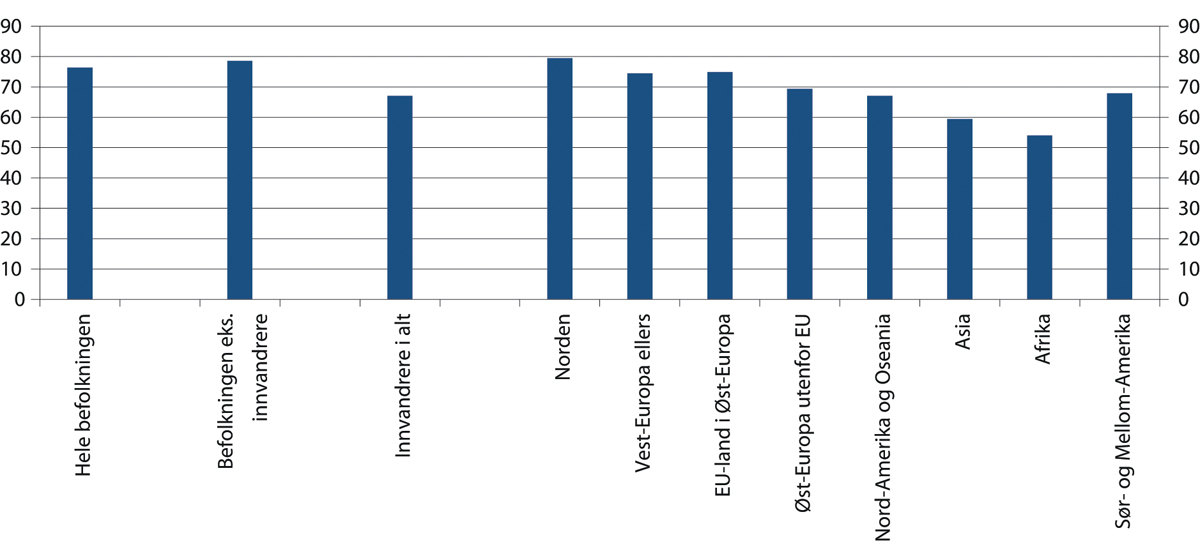 90
80
70
60
50
40
30
20
10
0
90
80
70
60
50
40
30
20
10
0
Hele befolkningen
Befolkningen eks.
innvandrere
Innvandrere i alt
Norden
Vest-Europa ellers
EU-land i Øst-Europa
Øst-Europa utenfor EU
Nord-Amerika og Oseania
Asia
Afrika
Sør- og Mellom-Amerika